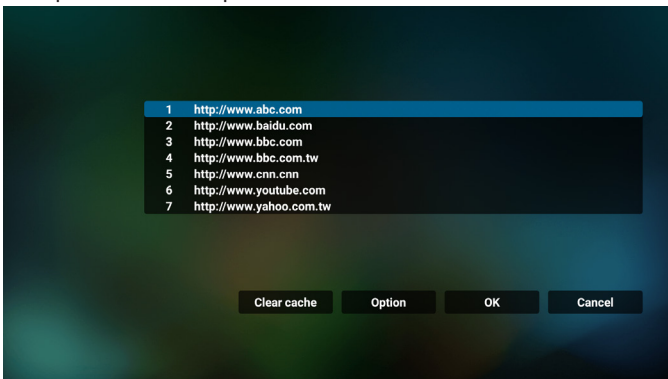 1 http://www.abc.com
2 http://www.baidu.com
3 http://www.bbc.com
4 http://www.bbc.com.tw
5 http://www.cnn.cnn
6 http://www.youtube.com
7 http://www.yahoo.com.tw
Clear cache Option OK Cancel